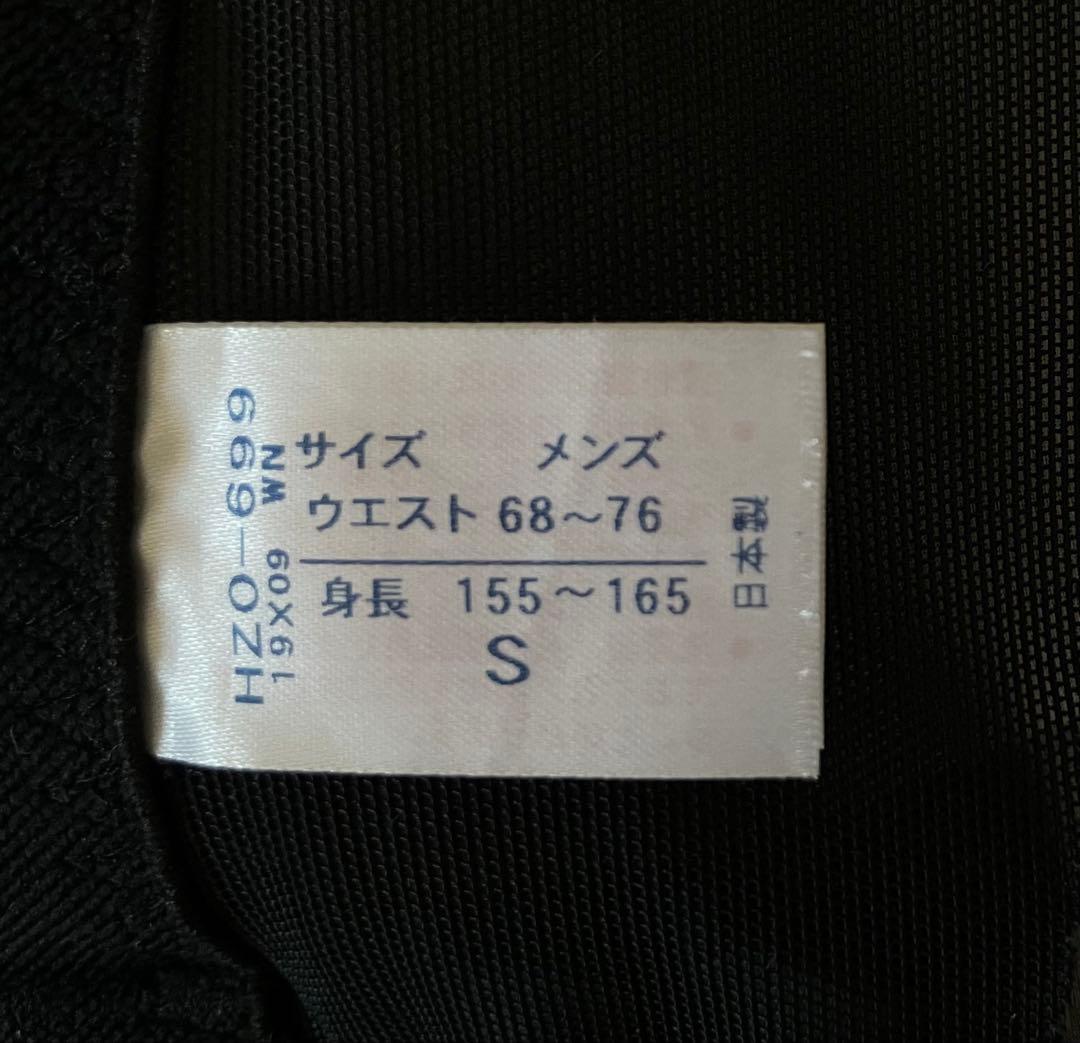 HZO-699
19X09 WN
サイズ メンズ
ウエスト 68～76
身長 155～165
S
日本製